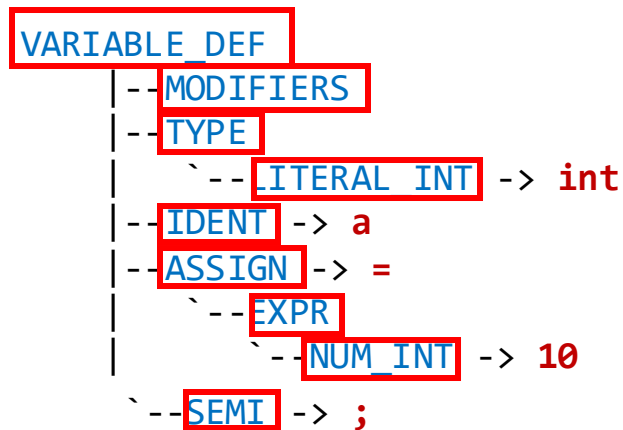 VARIABLE_DEF
|--MODIFIERS
|--TYPE
|   `--LITERAL_INT -> int
|--IDENT -> a
|--ASSIGN -> =
|   `--EXPR
|       `--NUM_INT -> 10
`--SEMI -> ;